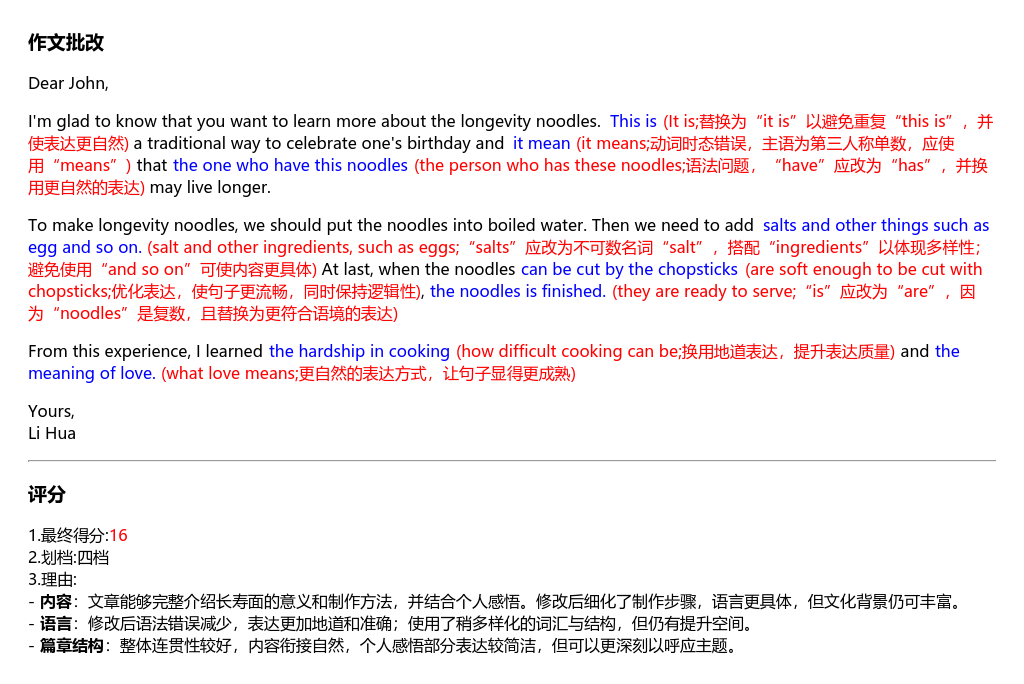 作文批改
Dear John,
I'm glad to know that you want to learn more about the longevity noodles. This is (It is;替换为“it is”以避免重复“this is”，并
使表达更自然) a traditional way to celebrate one's birthday and it mean (it means;动词时态错误，主语为第三人称单数，应使
用“means”) that the one who have this noodles (the person who has these noodles;语法问题，“have”应改为“has”，并换
用更自然的表达) may live longer.
To make longevity noodles, we should put the noodles into boiled water. Then we need to add salts and other things such as
egg and so on. (salt and other ingredients, such as eggs;“salts”应改为不可数名词“salt”，搭配“ingredients”以体现多样性；
避免使用“and so on”可使内容更具体) At last, when the noodles can be cut by the chopsticks (are soft enough to be cut with
chopsticks;优化表达，使句子更流畅，同时保持逻辑性), the noodles is finished. (they are ready to serve;“is”应改为“are”，因
为“noodles”是复数，且替换为更符合语境的表达)
From this experience, I learned the hardship in cooking (how difficult cooking can be;换用地道表达，提升表达质量) and the
meaning of love. (what love means;更自然的表达方式，让句子显得更成熟)
Yours,
Li Hua
评分
1.最终得分:16
2.划档:四档
3.理由:
- 内容：文章能够完整介绍长寿面的意义和制作方法，并结合个人感悟。修改后细化了制作步骤，语言更具体，但文化背景仍可丰富。
- 语言：修改后语法错误减少，表达更加地道和准确；使用了稍多样化的词汇与结构，但仍有提升空间。
- 篇章结构：整体连贯性较好，内容衔接自然，个人感悟部分表达较简洁，但可以更深刻以呼应主题。